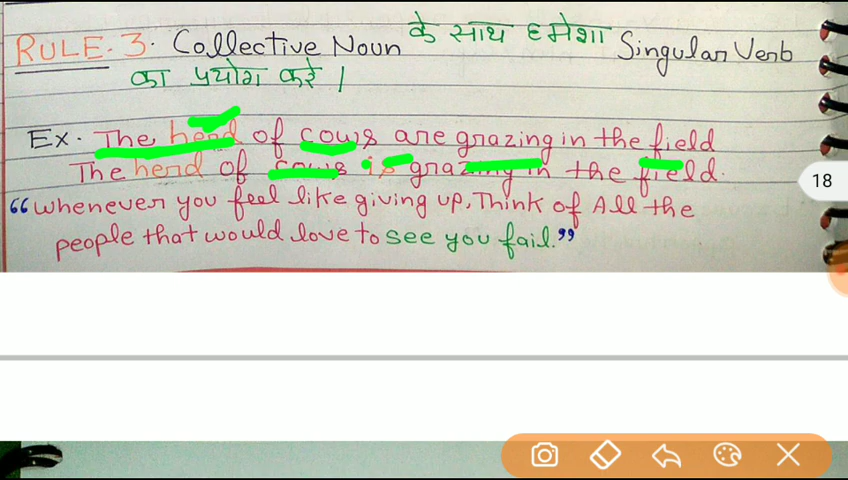 RULE-3. Collective Noun के साथ हमेशा Singular Verb
का प्रयोग करे।
Ex. The herd of cows are grazing in the field
The herd of cows is grazing in the field.
“Whenever you feel like giving up, Think of All the
people that would love to see you fail.”
18